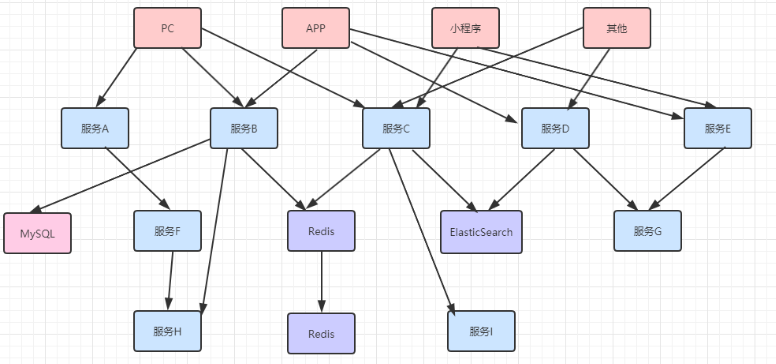 PC
APP
小程序
其他
服务A
服务B
服务C
服务D
服务E
MySQL
服务F
Redis
ElasticSearch
服务G
服务H
Redis
服务I